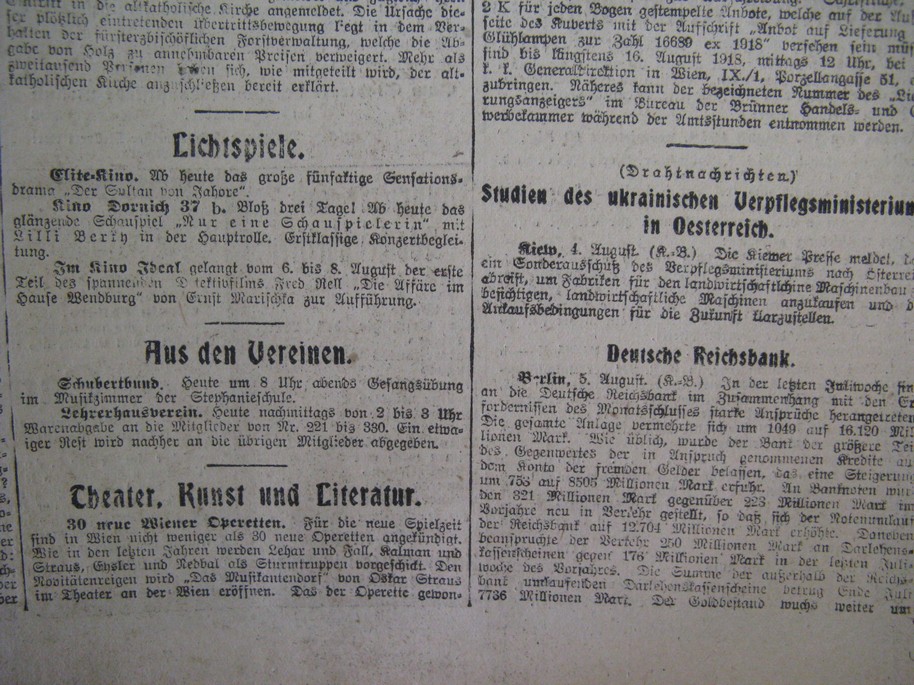 in die altkatholische Kirche angemeldet. Die Ursache die-
ser plötzlich eintretenden Übertrittsbewegung liegt in dem Ver-
halten der fürsterzbischöflichen Forstverwaltung, welche die Ab-
gabe von Holz zu annehmbaren Preisen verweigert. Mehr als
zweitausend Personen sich, wie mitgeteilt wird, der alt-
katholischen Kirche anzuschließen bereit erklärt.
Lichtspiele.
Elite-Kino. Ab heute das große fünfaktige Sensations-
drama „Der Sultan von Jahore".
Kino Dornich 37 h. Bloß drei Tage! Ab heute das
glänzende Schauspiel „Nur eine Schauspielerin" mit
Lilli Berky in der Hauptrolle. Erstklassige Konzertbeglei-
tung.
Im Kino Ideal gelangt vom 6. bis 8. August der erste
Teil des spannenden Detektivfilms Fred Nell „Die Affäre im
Hause Wendburg" von Ernst Marischka zur Aufführung.
Aus den Vereinen.
Schubertbund. Heute um 8 Uhr abends Gesangsübung
im Musikzimmer der Stephanieschule.
Lehrerhausverein. Heute nachmittags von 2 bis 3 Uhr
Warenabgabe an die Mitglieder von Nr. 221 bis 330. Ein etwa-
iger Rest wird nachher an die übrigen Mitglieder abgegeben.
Theater, Kunst und Literatur.
30 neue Wiener Operetten. Für die neue Spielzeit
sind in Wien nicht weniger als 30 neue Operetten angekündigt.
Wie in den letzten Jahren werden Lehar und Fall, Kalman und
Straus, Eysler und Nedbal als Sturmtruppen vorgeschickt. Den
Novitätenreigen wird „Das Musikantendorf" von Oskar Straus
im Theater an der Wien eröffnen. Das der Operette gewon-
2 K für jeden Bogen gestempelte Anbote, welche auf der
seite des Kuverts mit der Aufschrift „Anbot auf Lieferung
Glühlampen zur Zahl 16689 ex 1918" versehen sein
sind bis längstens 16. August 1918, mittags 12 Uhr, bei
k. k. Generaldirektion in Wien, IX./1, Porzellangasse 51,
zubringen. Näheres kann der bezeichneten Nummer des
rungsanzeigers" im Bureau der Brünner Handels- und
werbekammer während der Amtsstunden entnommen werden.
(Drahtnachrichten.)
Studien des ukrainischen Verpflegsministerium
in Oesterreich.
Kiew, 4. August. (K.-B.) Die Kiewer Presse meldet,
ein Sonderausschuß des Verpflegsministeriums nach
abreist, um Fabriken für den landwirtschaftlichne Maschinenbau
besichtigen, landwirtschaftliche Maschinen anzukaufen und
Ankaufsbedingungen für die Zukunft klarzustellen.
Deutsche Reichsbank.
Berlin, 5. August. (K.-B.) In der letzten Juliwoche
an die Deutsche Reichsbank im Zusammenhang mit den
fordernissen des Monatsschlusses starke Ansprüche herangetreten.
Die gesamte Anlage vermehrte sich um 1049 auf 16.120
lionen Mark. Wie üblich, wurde der Bank der größere Teil
des Gegenwertes der in Anspruch genommenen Kredite auf
dem Konto der fremden Gelder belassen, das eine Steigerung
um 753 auf 8505 Millionen Mark erfuhr. An Banknoten
den 321 Millionen Mark gegenüber 223 Millionen Mark im
Vorjahre neu in Verkehr gestellt, so daß sich der Notenumlauf
der Reichsbank auf 12.704 Millionen Mark erhöhte. Daneben
beanspruchte der Verkehr 250 Millionen Mark an Darlehens-
kassenscheinen gegen 176 Millionen Mark in der letzten Juli-
woche des Vorjahres. Die Summe der außerhalb der Reichs-
bank umlaufenden Darlehenskassenscheine betrug Ende Juli
7736 Millionen Mark. Der Goldbestand wuchs weiter um